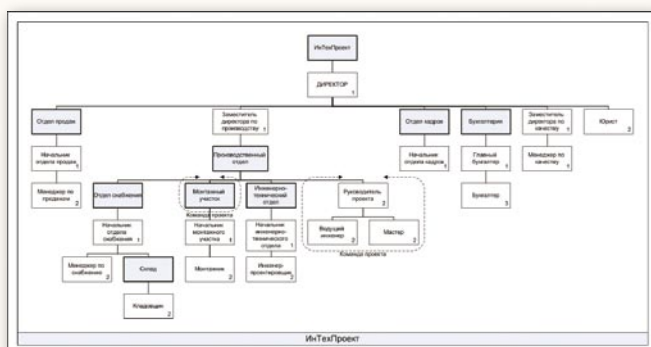 ИнТехПроект
ДИРЕКТОР
1
Отдел продаж
Заместитель
директора по
производству
1
Отдел кадров
Бухгалтерия
Заместитель
директора по
качеству
1
Юрист
2
Начальник
отдела продаж
1
Производственный
отдел
Начальник
отдела кадров
1
Главный
бухгалтер
1
Менеджер по
качеству
1
Менеджер по
продажам
2
Отдел снабжения
Монтажный
участок
Инженерно-
технический
отдел
Руководитель
проекта
2
Бухгалтер
3
Команда проекта
Начальник
отдела
снабжения
1
Начальник
монтажного
участка
1
Начальник
инженерно-
технического
отдела
1
Ведущий
инженер
2
Мастер
2
Команда проекта
Менеджер по
снабжению
2
Склад
Монтажник
2
Инженер-
проектировщик
2
Кладовщик
2
ИнТехПроект